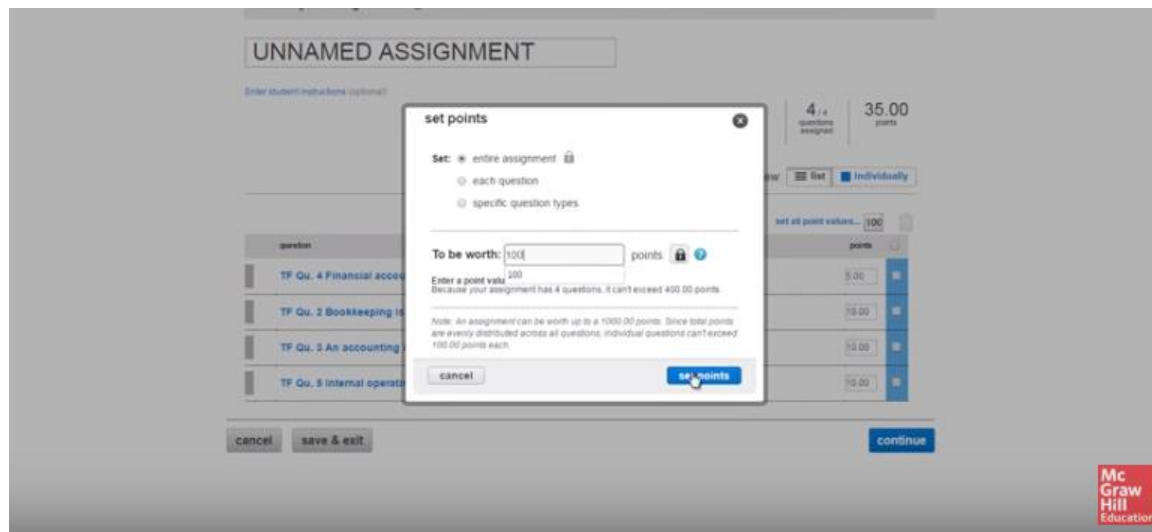 UNNAMED ASSIGNMENT
Enter student instructions (optional)
4 / 4
questions
assigned
35.00
points
list
Individually
set all point values... 100
question
points
TF Qu. 4 Financial accou
5.00
TF Qu. 2 Bookkeeping is
10.00
TF Qu. 3 An accounting
10.00
TF Qu. 5 Internal operati
10.00
set points
Set: entire assignment
each question
specific question types
To be worth: 100 points
100
Enter a point valu
Because your assignment has 4 questions, it can't exceed 400.00 points.
Note: An assignment can be worth up to a 1000.00 points. Since total points
are evenly distributed across all questions, individual questions can't exceed
100.00 points each.
cancel
set points
cancel
save & exit
continue
Mc
Graw
Hill
Education